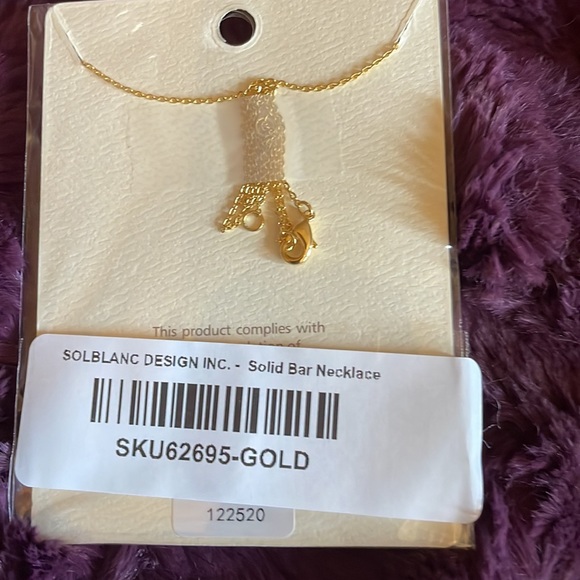 This product complies with
SOLBLANC DESIGN INC. - Solid Bar Necklace
SKU62695-GOLD
122520